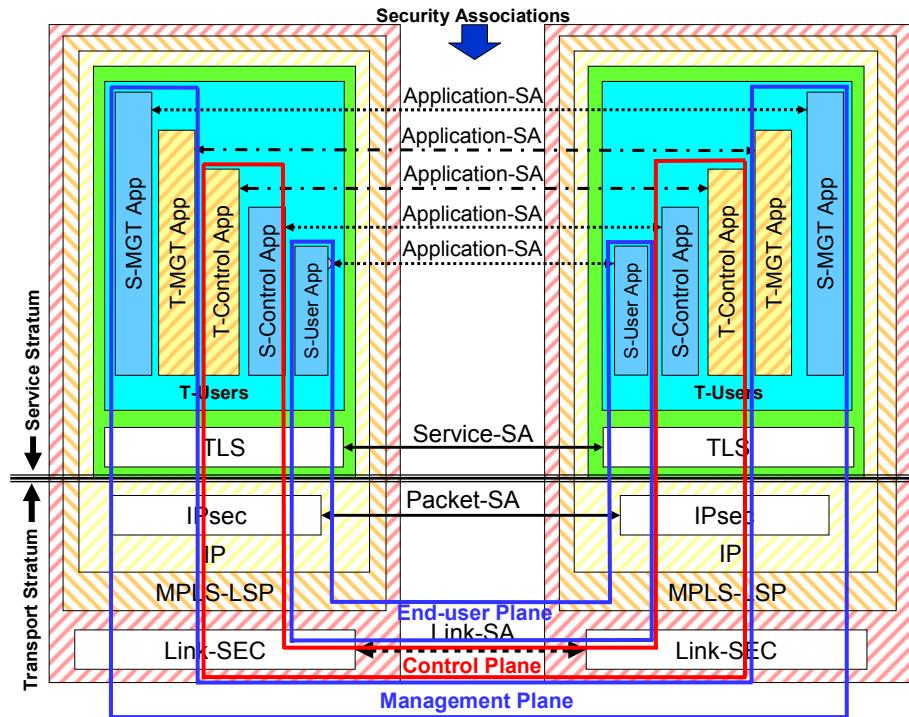 Security Associations
Application-SA
Application-SA
Application-SA
Application-SA
Application-SA
S-MGT App
T-MGT App
T-Control App
S-Control App
S-User App
S-User App
S-Control App
T-Control App
T-MGT App
S-MGT App
T-Users
T-Users
Service Stratum
TLS
Service-SA
TLS
Transport Stratum
Packet-SA
IPsec
IPsec
IP
IP
MPLS-LSP
MPLS-LSP
End-user Plane
Link-SA
Link-SEC
Link-SEC
Control Plane
Management Plane